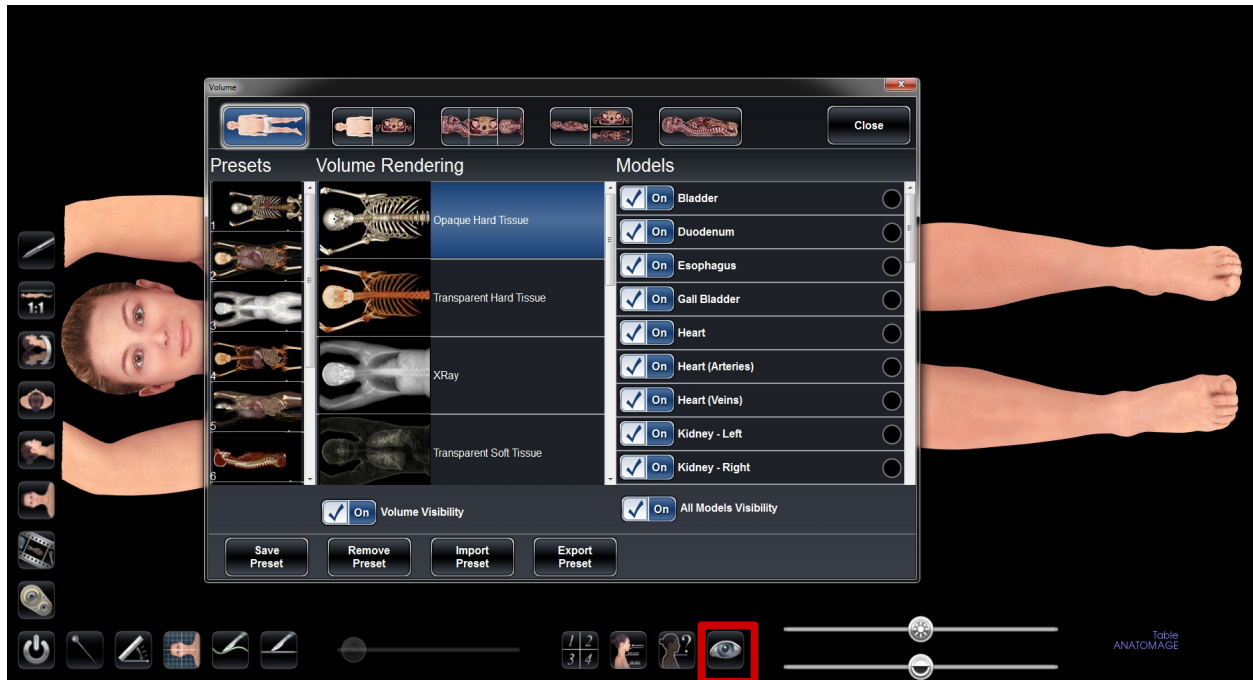 Volume
Close
Presets
Volume Rendering
Models
1
2
3
4
5
6
Opaque Hard Tissue
Transparent Hard Tissue
XRay
Transparent Soft Tissue
On Bladder
On Duodenum
On Esophagus
On Gall Bladder
On Heart
On Heart (Arteries)
On Heart (Veins)
On Kidney - Left
On Kidney - Right
On Volume Visibility
On All Models Visibility
Save
Preset
Remove
Preset
Import
Preset
Export
Preset
1:1
1 2
3 4
?
Table
ANATOMAGE